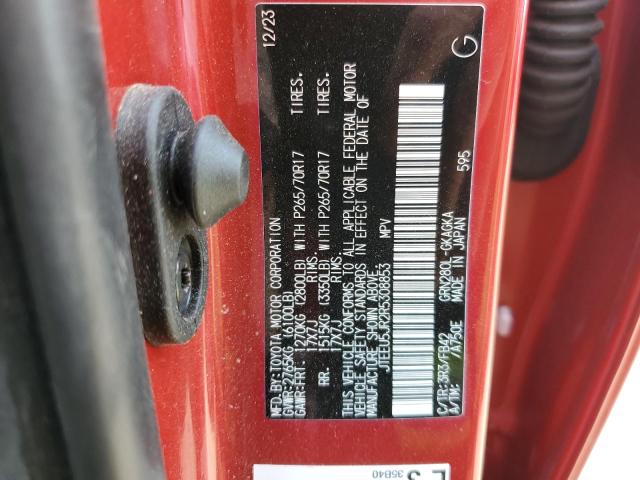 MFD.BY:TOYOTA MOTOR CORPORATION 12/23
GVWR:2765KG (6100LB)
GAWR:FRT- 1270KG (2800LB) WITH P265/70R17 TIRES.
17X7J RIMS.
RR. 1515KG (3350LB) WITH P265/70R17 TIRES.
17X7J RIMS.
THIS VEHICLE CONFORMS TO ALL APPLICABLE FEDERAL MOTOR
VEHICLE SAFETY STANDARDS IN EFFECT ON THE DATE OF
MANUFACTURE SHOWN ABOVE.
JTEEU5JR2R5308853 MPV
C/TR:3R3/FB42 GRN280L-GKAGKA 595
A/TM: /A750E MADE IN JAPAN
G
35B40